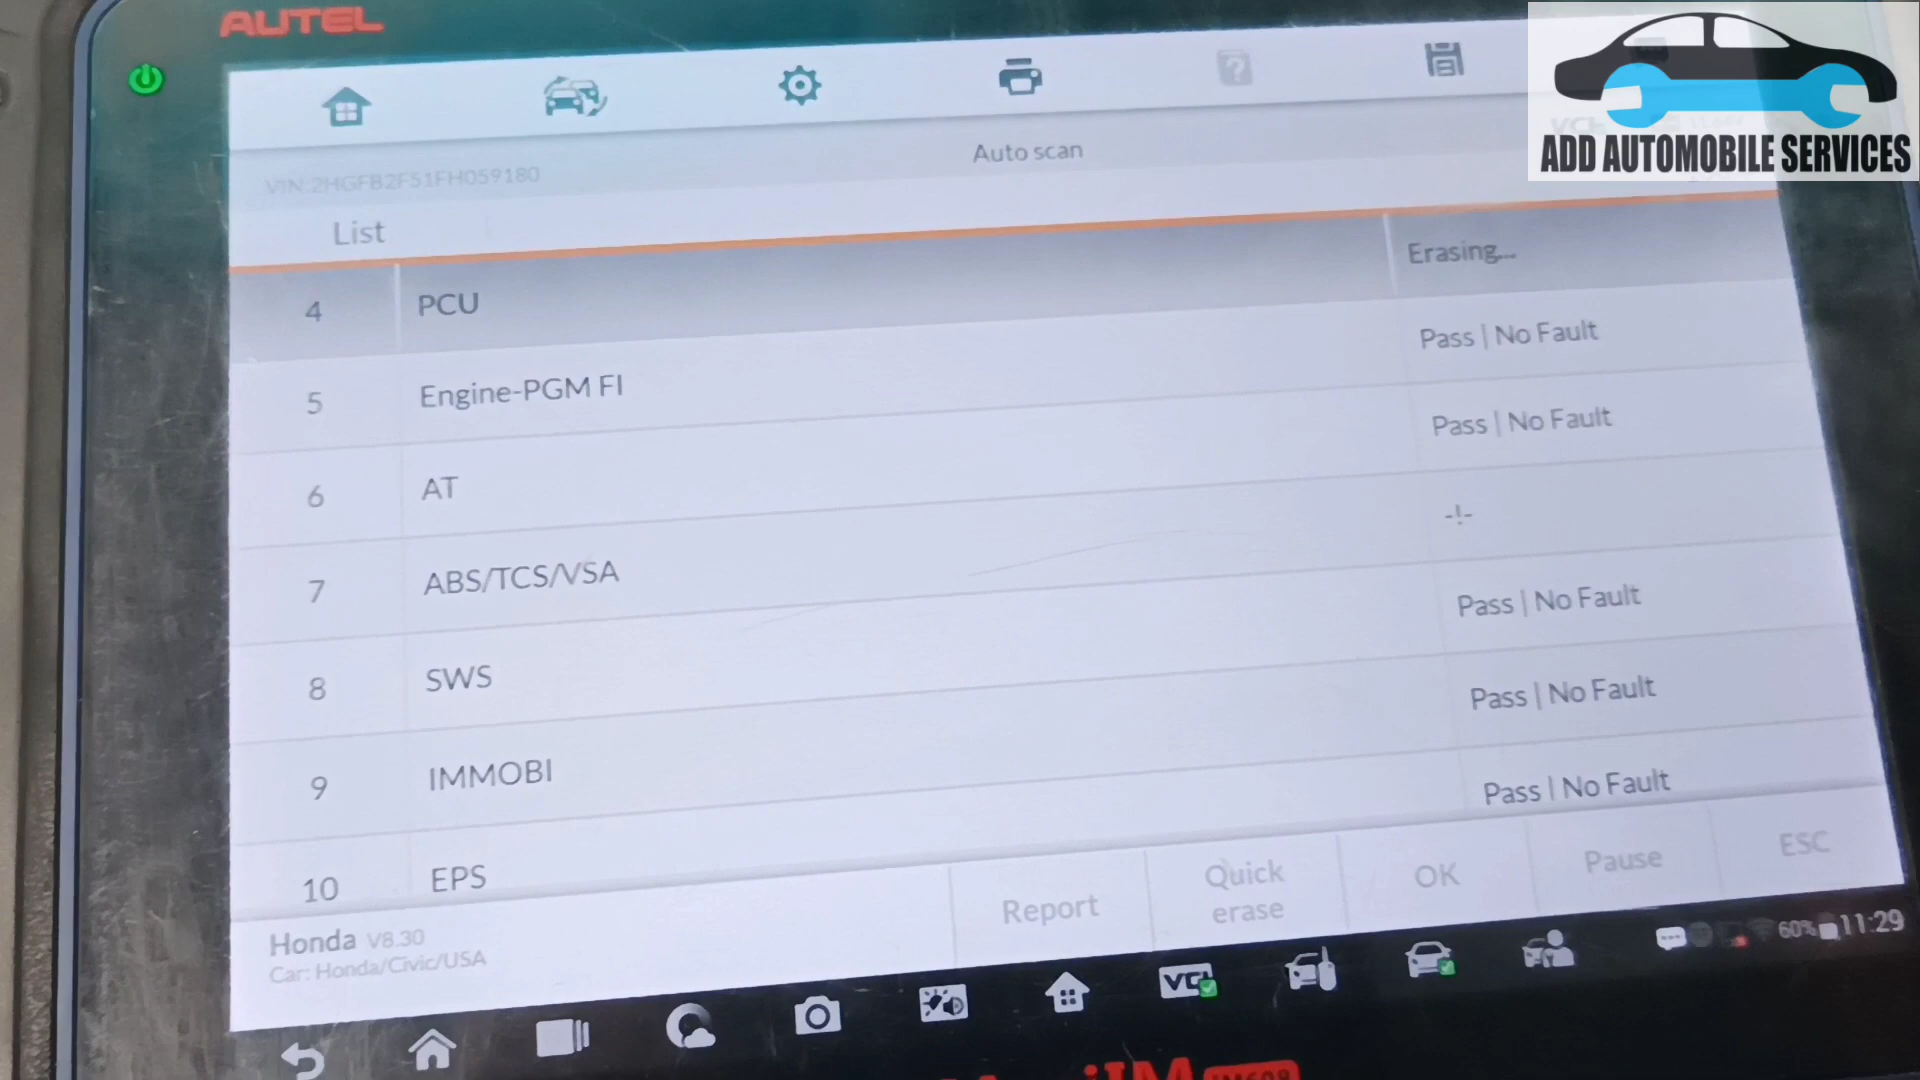 AUTEL
ADD AUTOMOBILE SERVICES
Auto scan
VIN:2HGFB2F51FH059180
List
4 PCU Erasing...
5 Engine-PGM FI Pass | No Fault
6 AT Pass | No Fault
7 ABS/TCS/VSA -!-
8 SWS Pass | No Fault
9 IMMOBI Pass | No Fault
10 EPS Pass | No Fault
Report
Quick
erase
OK
Pause
ESC
Honda V8.30
Car: Honda/Civic/USA
VCI
60% 11:29